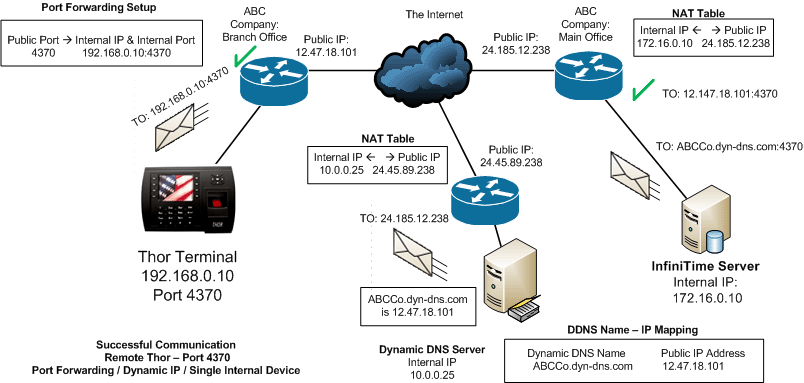 Port Forwarding Setup
Public Port → Internal IP & Internal Port
4370 192.168.0.10:4370
ABC
Company:
Branch Office
Public IP:
12.47.18.101
The Internet
Public IP:
24.185.12.238
ABC
Company:
Main Office
NAT Table
Internal IP ← → Public IP
172.16.0.10 24.185.12.238
TO: 192.168.0.10:4370
TO: 12.147.18.101:4370
TO: ABCCo.dyn-dns.com:4370
NAT Table
Internal IP ← → Public IP
10.0.0.25 24.45.89.238
Public IP:
24.45.89.238
TO: 24.185.12.238
THOR
Thor Terminal
192.168.0.10
Port 4370
InfiniTime Server
Internal IP:
172.16.0.10
ABCCo.dyn-dns.com
is 12.47.18.101
Successful Communication
Remote Thor – Port 4370
Port Forwarding / Dynamic IP / Single Internal Device
Dynamic DNS Server
Internal IP
10.0.0.25
DDNS Name – IP Mapping
Dynamic DNS Name Public IP Address
ABCCo.dyn-dns.com 12.47.18.101